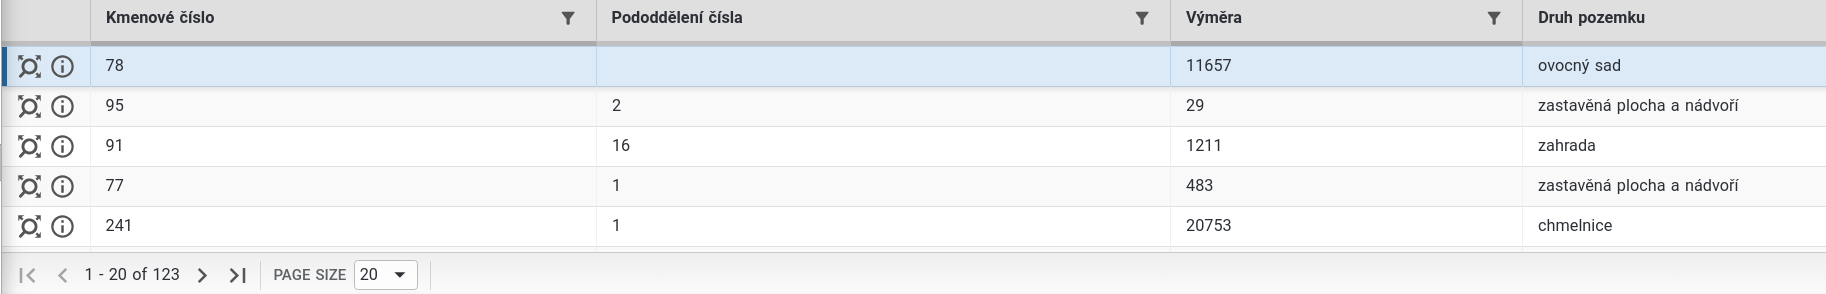 Kmenové číslo Pododdělení čísla Výměra Druh pozemku
78 11657 ovocný sad
95 2 29 zastavěná plocha a nádvoří
91 16 1211 zahrada
77 1 483 zastavěná plocha a nádvoří
241 1 20753 chmelnice
1 - 20 of 123 PAGE SIZE 20